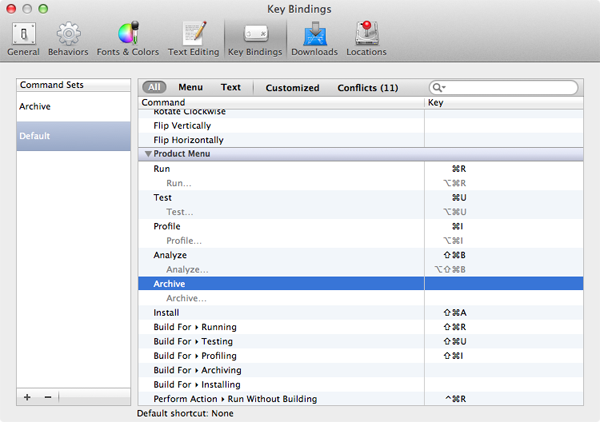 Key Bindings
General Behaviors Fonts & Colors Text Editing Key Bindings Downloads Locations
Command Sets
Archive
Default
All Menu Text Customized Conflicts (11)
Command Key
Rotate Clockwise
Flip Vertically
Flip Horizontally
Product Menu
Run ⌘R
Run... ⌥⌘R
Test ⌘U
Test... ⌥⌘U
Profile ⌘I
Profile... ⌥⌘I
Analyze ⇧⌘B
Analyze... ⌥⇧⌘B
Archive
Archive...
Install ⇧⌘A
Build For ▸ Running ⇧⌘R
Build For ▸ Testing ⇧⌘U
Build For ▸ Profiling ⇧⌘I
Build For ▸ Archiving
Build For ▸ Installing
Perform Action ▸ Run Without Building ^⌘R
Default shortcut: None